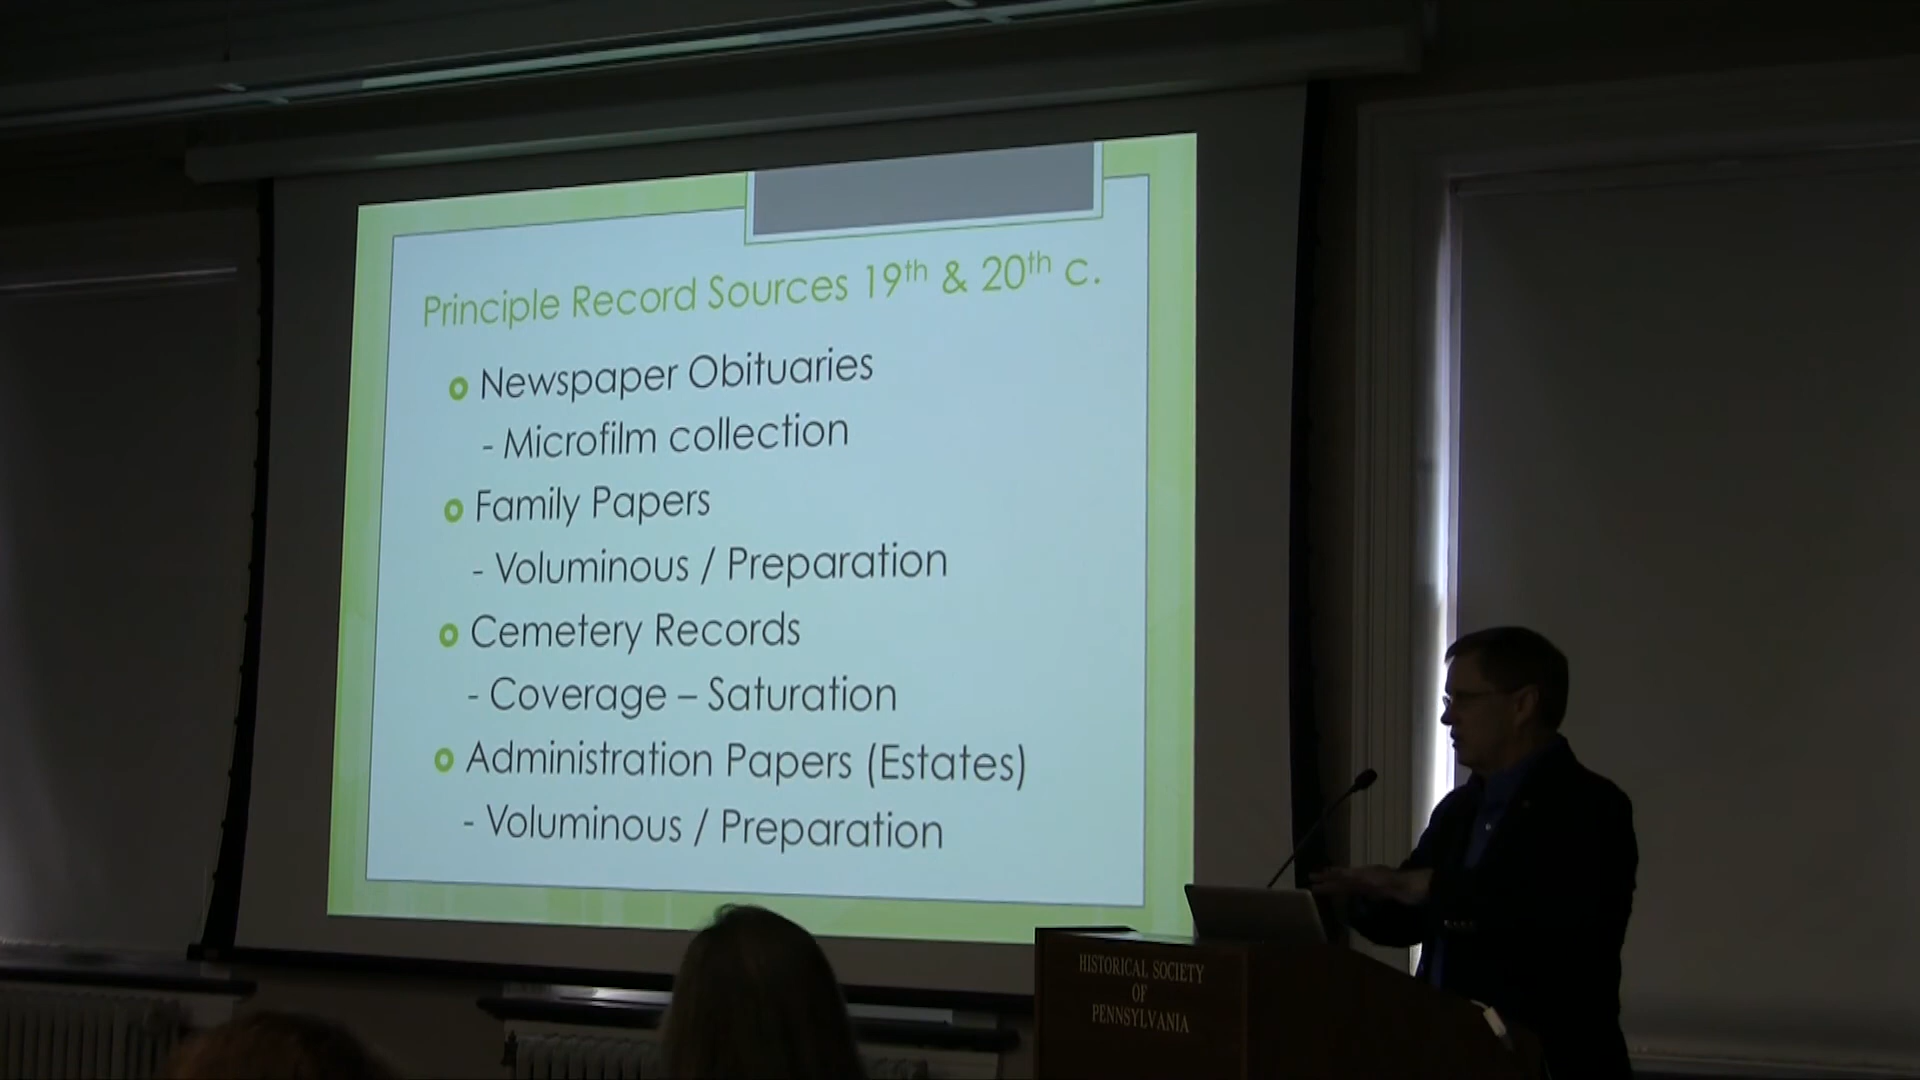 Principle Record Sources 19th & 20th c.
Newspaper Obituaries
- Microfilm collection
Family Papers
- Voluminous / Preparation
Cemetery Records
- Coverage – Saturation
Administration Papers (Estates)
- Voluminous / Preparation
HISTORICAL SOCIETY
OF
PENNSYLVANIA